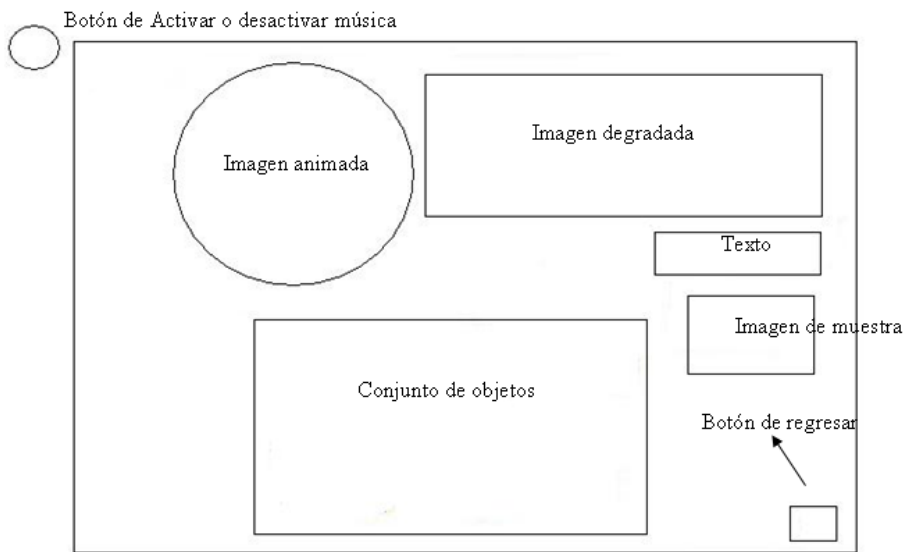 Botón de Activar o desactivar música
Imagen animada
Imagen degradada
Texto
Imagen de muestra
Conjunto de objetos
Botón de regresar